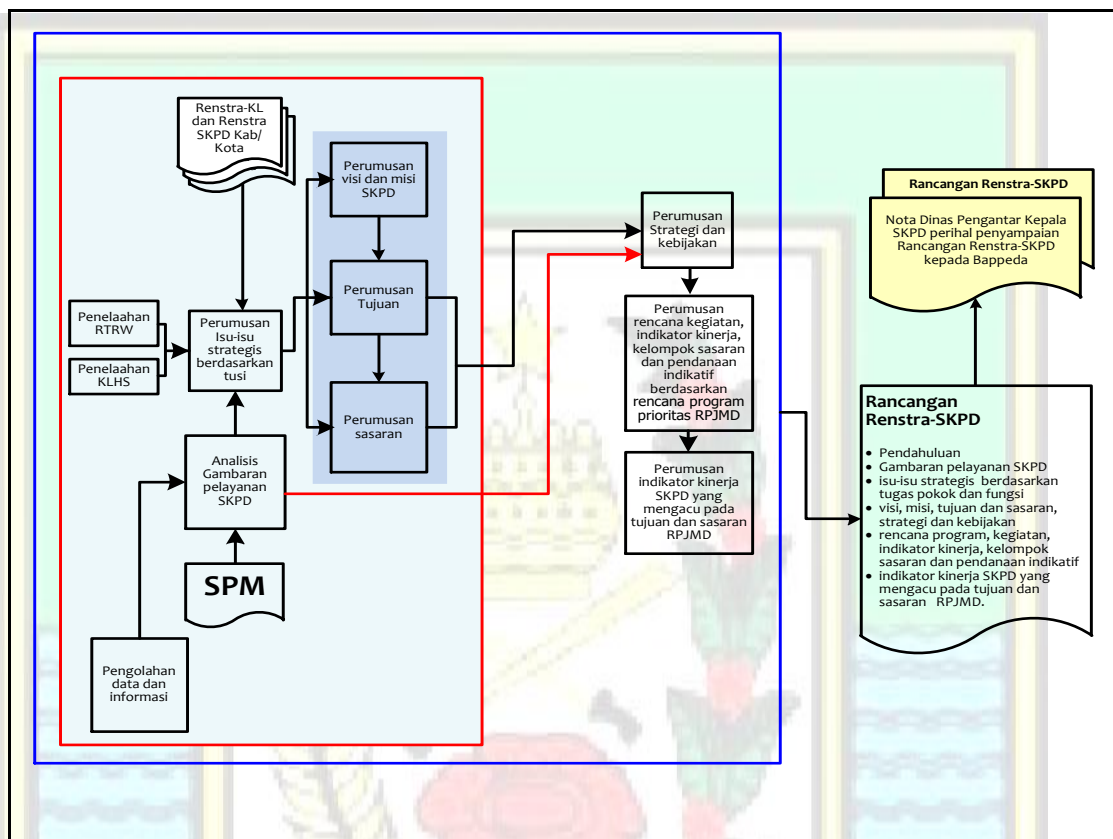 Renstra-KL
dan Renstra
SKPD Kab/
Kota
Perumusan
visi dan misi
SKPD
Perumusan
Tujuan
Perumusan
sasaran
Penelaahan
RTRW
Penelaahan
KLHS
Perumusan
Isu-isu
strategis
berdasarkan
tusi
Analisis
Gambaran
pelayanan
SKPD
SPM
Pengolahan
data dan
informasi
Perumusan
Strategi dan
kebijakan
Perumusan
rencana kegiatan,
indikator kinerja,
kelompok sasaran
dan pendanaan
indikatif
berdasarkan
rencana program
prioritas RPJMD
Perumusan
indikator kinerja
SKPD yang
mengacu pada
tujuan dan sasaran
RPJMD
Rancangan Renstra-SKPD
Nota Dinas Pengantar Kepala
SKPD perihal penyampaian
Rancangan Renstra-SKPD
kepada Bappeda
Rancangan
Renstra-SKPD
• Pendahuluan
• Gambaran pelayanan SKPD
• isu-isu strategis berdasarkan
tugas pokok dan fungsi
• visi, misi, tujuan dan sasaran,
strategi dan kebijakan
• rencana program, kegiatan,
indikator kinerja, kelompok
sasaran dan pendanaan indikatif
• indikator kinerja SKPD yang
mengacu pada tujuan dan
sasaran RPJMD.